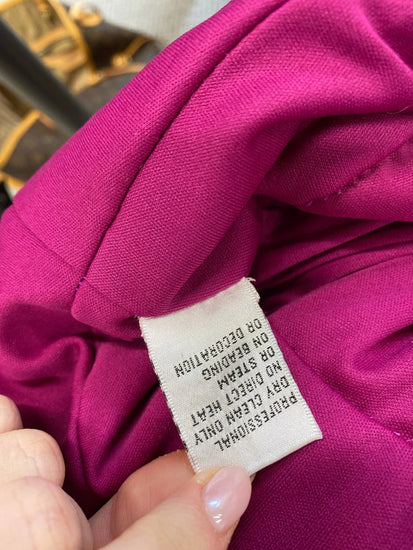 PROFESSIONAL
DRY CLEAN ONLY
NO DIRECT HEAT
OR STEAM
ON BEADING
OR DECORATION